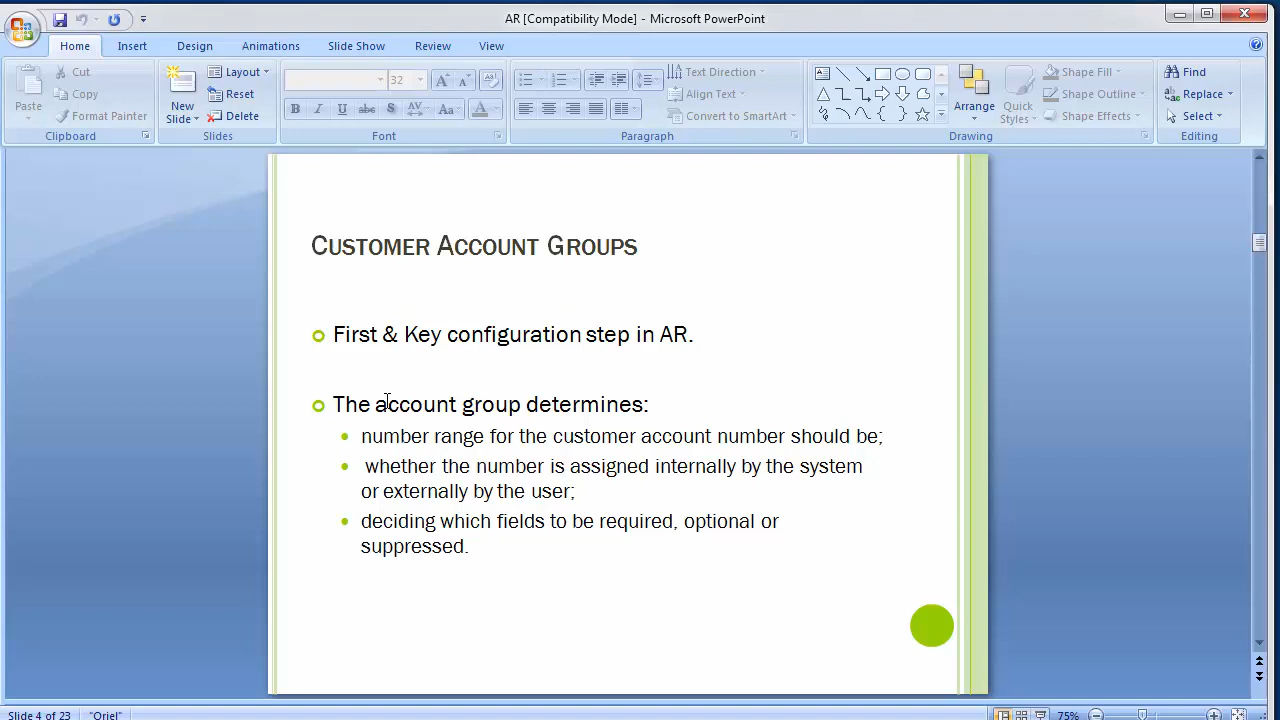 AR [Compatibility Mode] - Microsoft PowerPoint
Home Insert Design Animations Slide Show Review View
Paste Cut Copy Format Painter
New Slide Layout Reset Delete
32
B I U abc S AV Aa A
Text Direction Align Text Convert to SmartArt
Arrange Quick Styles Shape Fill Shape Outline Shape Effects
Find Replace Select
Clipboard Slides Font Paragraph Drawing Editing
CUSTOMER ACCOUNT GROUPS
First & Key configuration step in AR.
The account group determines:
number range for the customer account number should be;
whether the number is assigned internally by the system
or externally by the user;
deciding which fields to be required, optional or
suppressed.
Slide 4 of 23 "Oriel" 75%